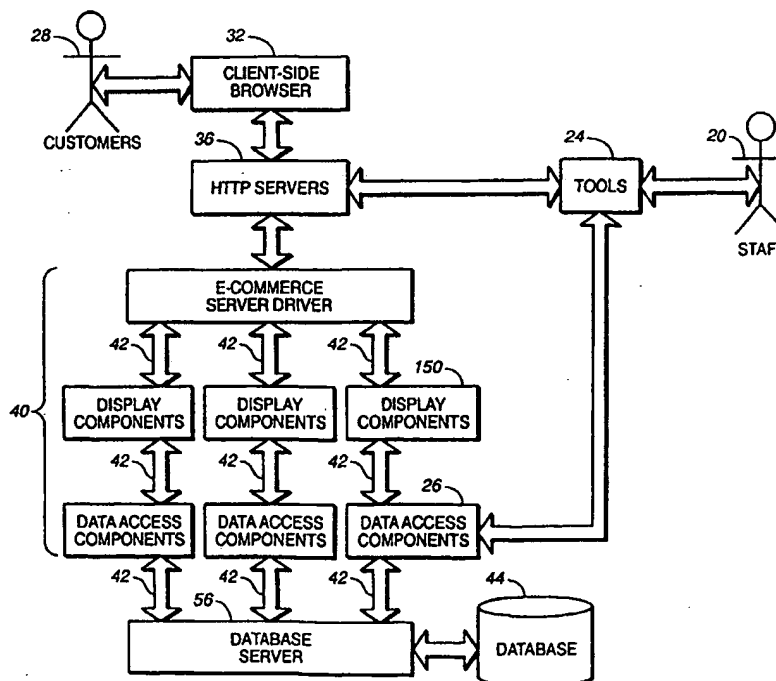 28
32
CLIENT-SIDE
BROWSER
CUSTOMERS
36
HTTP SERVERS
24
TOOLS
20
STAFF
40
E-COMMERCE
SERVER DRIVER
42
42
42
150
DISPLAY
COMPONENTS
DISPLAY
COMPONENTS
DISPLAY
COMPONENTS
42
42
42
26
DATA ACCESS
COMPONENTS
DATA ACCESS
COMPONENTS
DATA ACCESS
COMPONENTS
42
42
42
56
44
DATABASE
SERVER
DATABASE